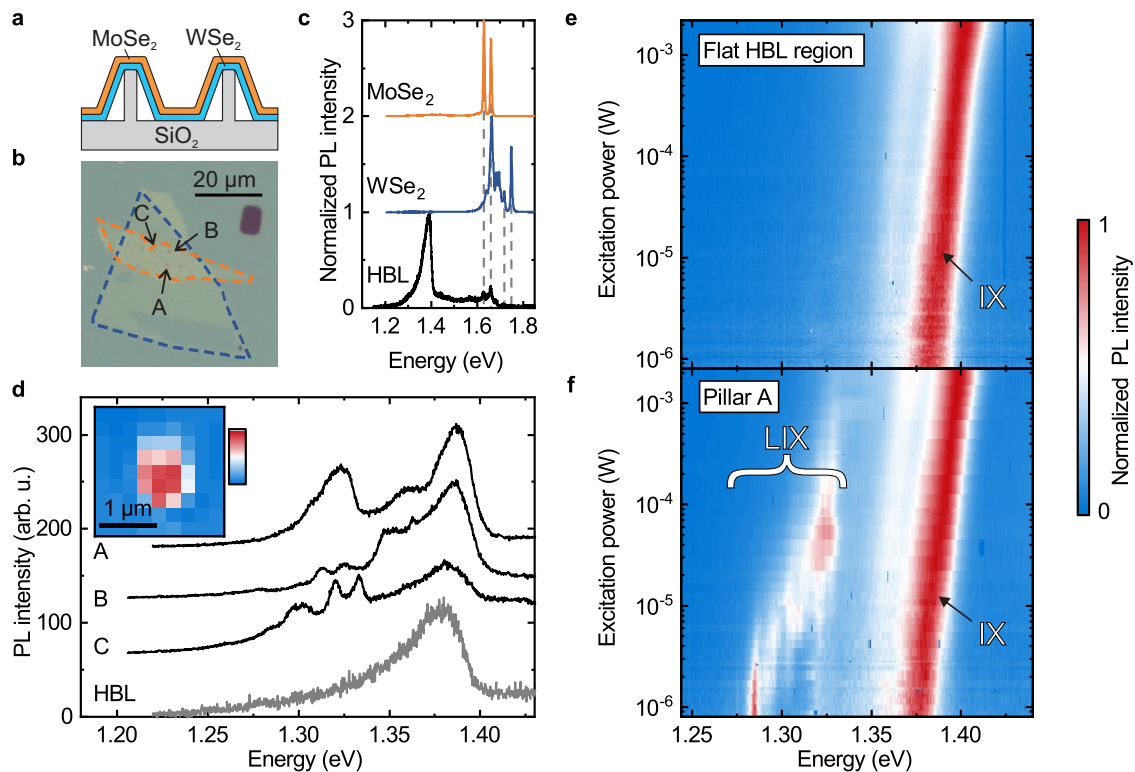 a
MoSe2
WSe2
SiO2
b
20 µm
C
B
A
c
Normalized PL intensity
3
2
1
0
MoSe2
WSe2
HBL
1.2
1.4
1.6
1.8
Energy (eV)
d
PL intensity (arb. u.)
300
200
100
0
1 µm
A
B
C
HBL
1.20
1.25
1.30
1.35
1.40
Energy (eV)
e
Flat HBL region
Excitation power (W)
10-3
10-4
10-5
10-6
IX
f
Pillar A
LIX
Excitation power (W)
10-3
10-4
10-5
10-6
IX
1.25
1.30
1.35
1.40
Energy (eV)
1
0
Normalized PL intensity